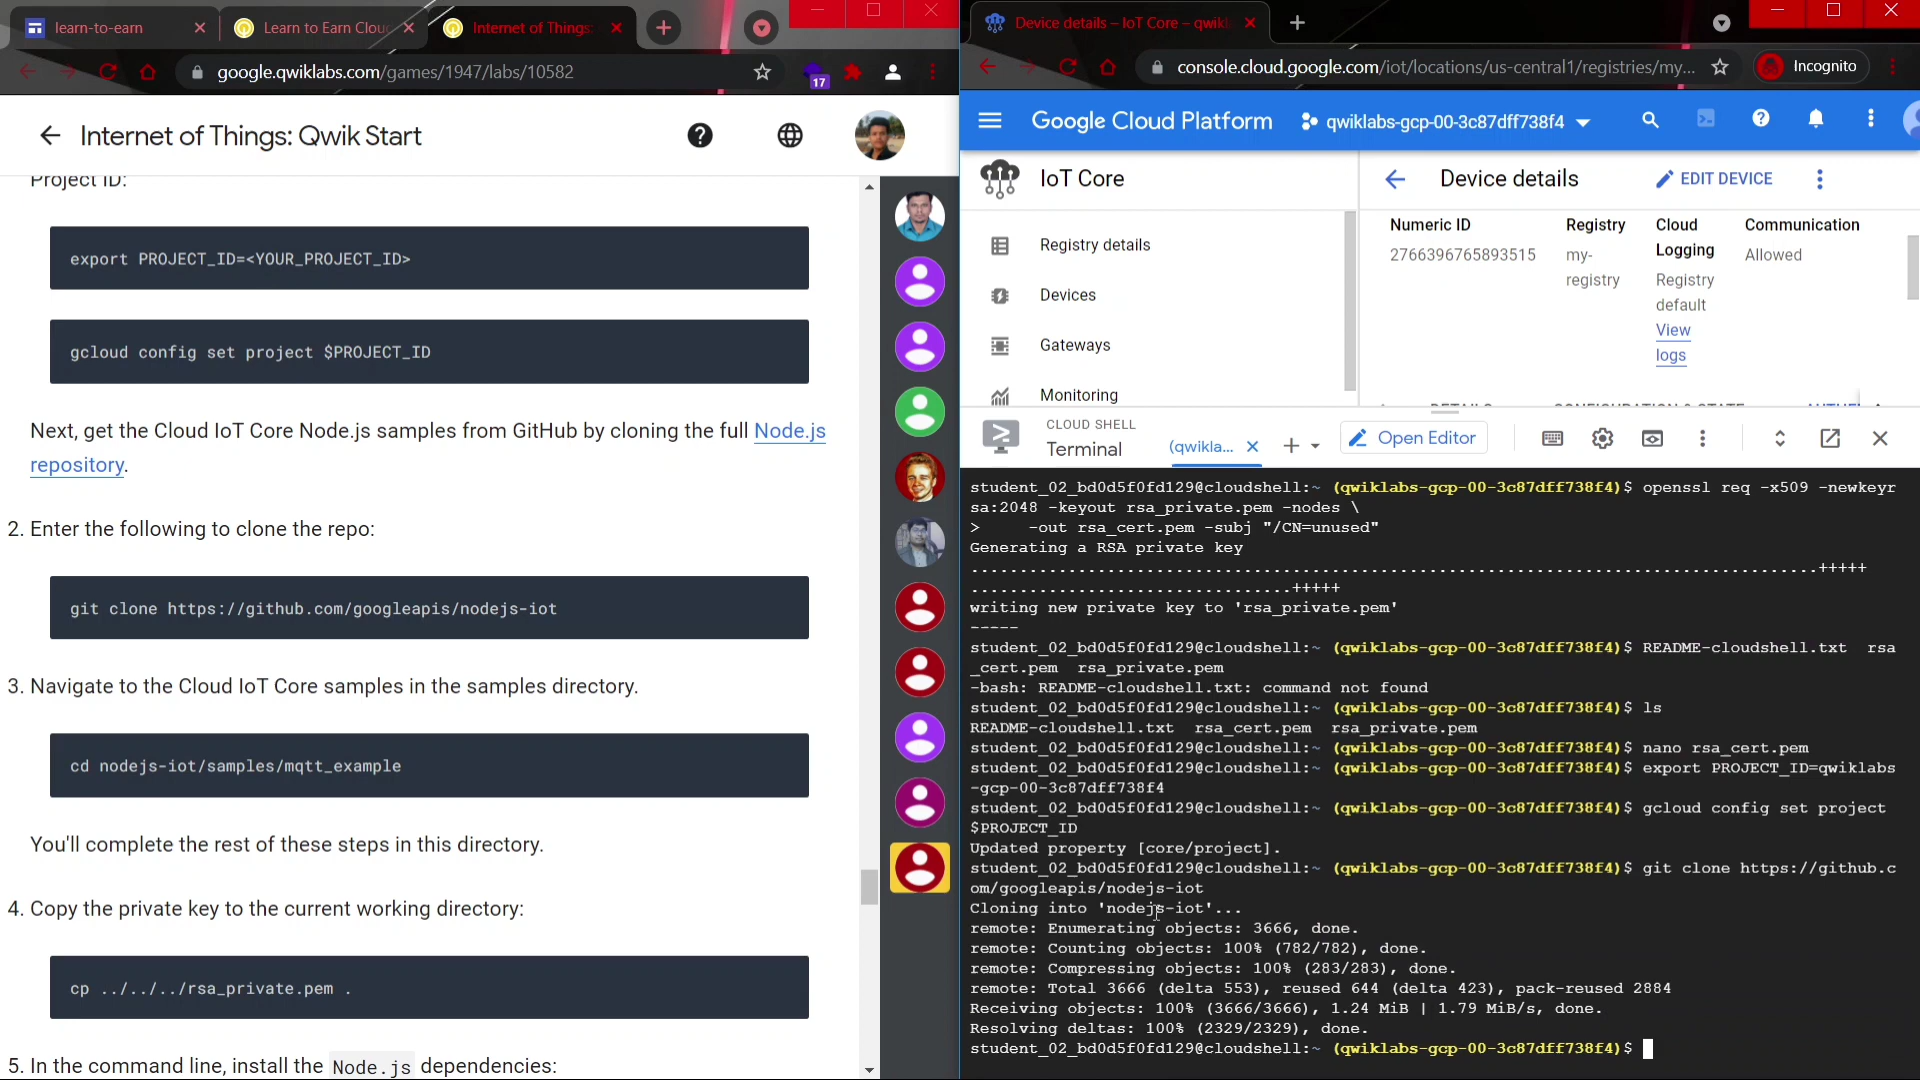 learn-to-earn
Learn to Earn Clou
Internet of Things:
google.qwiklabs.com/games/1947/labs/10582
17
Internet of Things: Qwik Start
Project ID:
export PROJECT_ID=<YOUR_PROJECT_ID>
gcloud config set project $PROJECT_ID
Next, get the Cloud IoT Core Node.js samples from GitHub by cloning the full Node.js
repository.
2. Enter the following to clone the repo:
git clone https://github.com/googleapis/nodejs-iot
3. Navigate to the Cloud IoT Core samples in the samples directory.
cd nodejs-iot/samples/mqtt_example
You'll complete the rest of these steps in this directory.
4. Copy the private key to the current working directory:
cp ../../../rsa_private.pem .
5. In the command line, install the Node.js dependencies:
Device details – IoT Core – qwikl
console.cloud.google.com/iot/locations/us-central1/registries/my...
Incognito
Google Cloud Platform
qwiklabs-gcp-00-3c87dff738f4
IoT Core
Registry details
Devices
Gateways
Monitoring
Device details
EDIT DEVICE
Numeric ID
2766396765893515
Registry
my-
registry
Cloud
Logging
Registry
default
View
logs
Communication
Allowed
DETAILS
CONFIGURATION & STATE
CLOUD SHELL
Terminal
(qwikla...
Open Editor
student_02_bd0d5f0fd129@cloudshell:~ (qwiklabs-gcp-00-3c87dff738f4)$ openssl req -x509 -newkeyr
sa:2048 -keyout rsa_private.pem -nodes \
> -out rsa_cert.pem -subj "/CN=unused"
Generating a RSA private key
.......................................................................................+++++
.................................+++++
writing new private key to 'rsa_private.pem'
-----
student_02_bd0d5f0fd129@cloudshell:~ (qwiklabs-gcp-00-3c87dff738f4)$ README-cloudshell.txt rsa
_cert.pem rsa_private.pem
-bash: README-cloudshell.txt: command not found
student_02_bd0d5f0fd129@cloudshell:~ (qwiklabs-gcp-00-3c87dff738f4)$ ls
README-cloudshell.txt rsa_cert.pem rsa_private.pem
student_02_bd0d5f0fd129@cloudshell:~ (qwiklabs-gcp-00-3c87dff738f4)$ nano rsa_cert.pem
student_02_bd0d5f0fd129@cloudshell:~ (qwiklabs-gcp-00-3c87dff738f4)$ export PROJECT_ID=qwiklabs
-gcp-00-3c87dff738f4
student_02_bd0d5f0fd129@cloudshell:~ (qwiklabs-gcp-00-3c87dff738f4)$ gcloud config set project
$PROJECT_ID
Updated property [core/project].
student_02_bd0d5f0fd129@cloudshell:~ (qwiklabs-gcp-00-3c87dff738f4)$ git clone https://github.c
om/googleapis/nodejs-iot
Cloning into 'nodejs-iot'...
remote: Enumerating objects: 3666, done.
remote: Counting objects: 100% (782/782), done.
remote: Compressing objects: 100% (283/283), done.
remote: Total 3666 (delta 553), reused 644 (delta 423), pack-reused 2884
Receiving objects: 100% (3666/3666), 1.24 MiB | 1.79 MiB/s, done.
Resolving deltas: 100% (2329/2329), done.
student_02_bd0d5f0fd129@cloudshell:~ (qwiklabs-gcp-00-3c87dff738f4)$